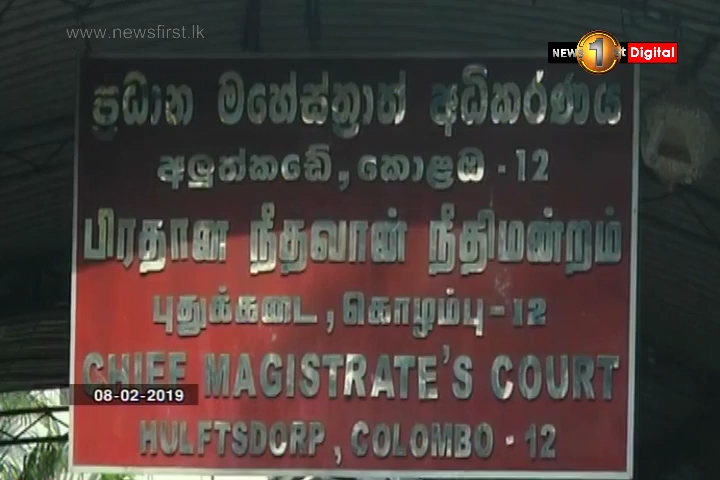 www.newsfirst.lk
NEWS 1st Digital
ප්‍රධාන මහේස්ත්‍රාත් අධිකරණය
අලුත්කඩේ, කොළඹ - 12
பிரதான நீதவான் நீதிமன்றம்
புதுக்கடை, கொழம்பு - 12
CHIEF MAGISTRATE'S COURT
08-02-2019
HULFTSDORP, COLOMBO - 12